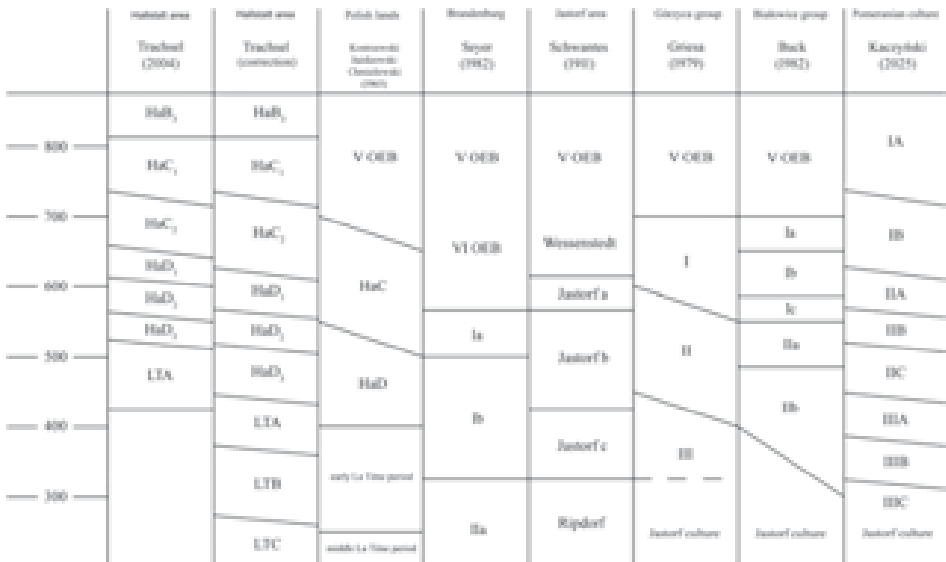 Hallstatt area Hallstatt area Polish lands Brandenburg Jastorf area Górzyca group Białowice group Pomeranian culture
Trachsel Trachsel Seyer Schwantes Griesa Buck Kaczyński
(2004) (correction) (1982) (1911) (1979) (1982) (2025)
HaB₃ HaB₃
800 V OEB V OEB V OEB V OEB V OEB IA
HaC₁ HaC₁
700
HaC₂ HaC₂ VI OEB Wessenstedt I Ia IB
HaD₁ Ib
600 HaC Jastorf a IIA
HaD₂ HaD₁ Ic
HaD₃ HaD₂ Ia II IIa IIB
500
LTA HaD₃ HaD Jastorf b IIC
400 LTA Ib IIb IIIA
early La Tène period Jastorf c III IIIB
300 LTB IIIC
IIa Ripdorf Jastorf culture Jastorf culture Jastorf culture
LTC middle La Tène period